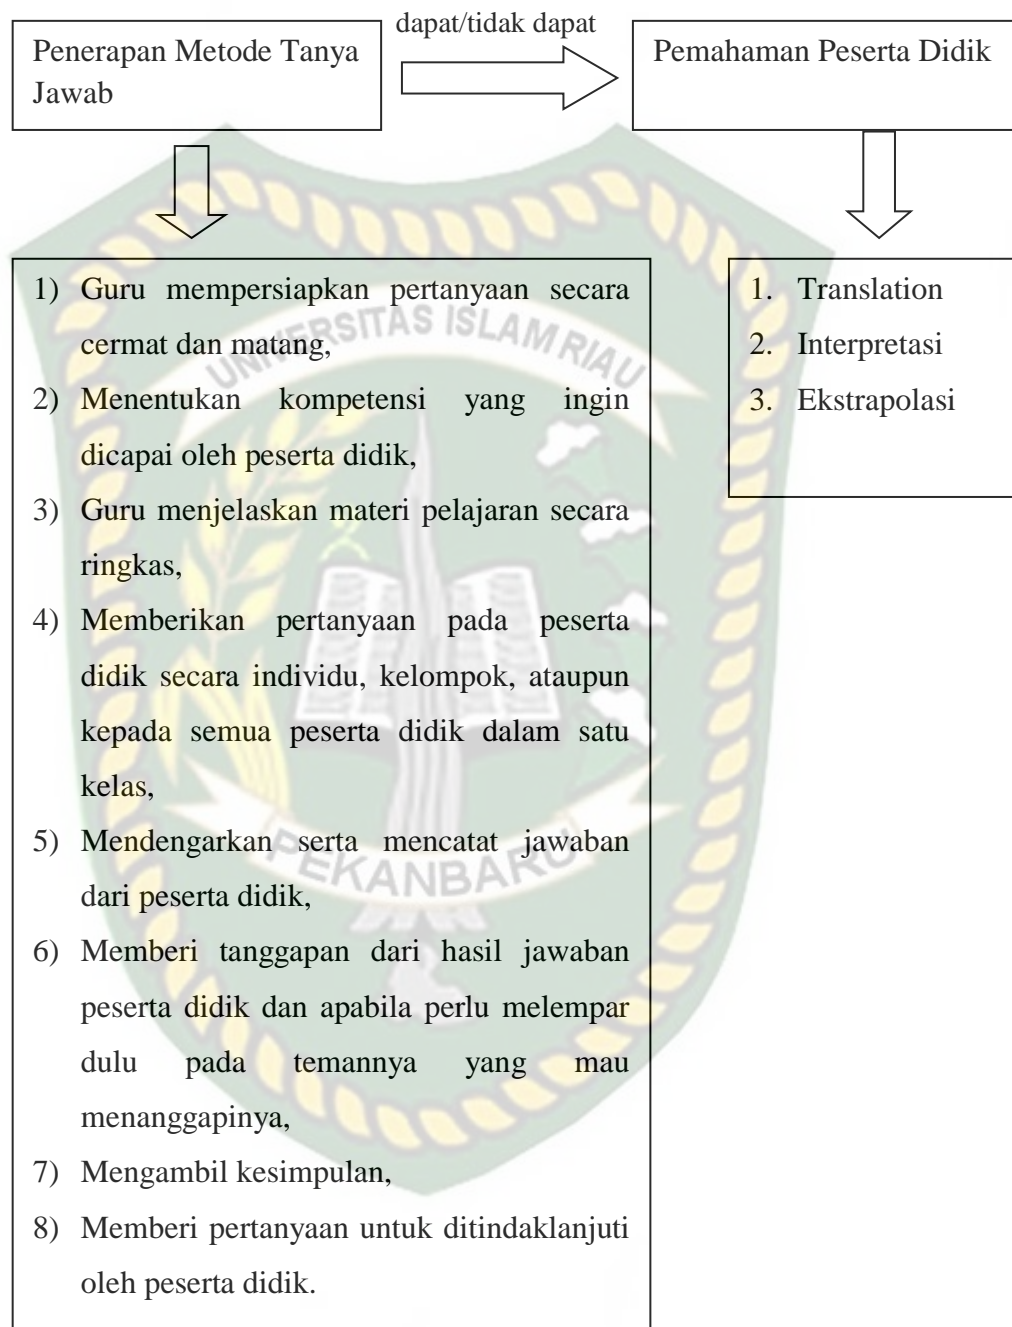 dapat/tidak dapat
Penerapan Metode Tanya
Jawab
Pemahaman Peserta Didik
1) Guru mempersiapkan pertanyaan secara
cermat dan matang,
2) Menentukan kompetensi yang ingin
dicapai oleh peserta didik,
3) Guru menjelaskan materi pelajaran secara
ringkas,
4) Memberikan pertanyaan pada peserta
didik secara individu, kelompok, ataupun
kepada semua peserta didik dalam satu
kelas,
5) Mendengarkan serta mencatat jawaban
dari peserta didik,
6) Memberi tanggapan dari hasil jawaban
peserta didik dan apabila perlu melempar
dulu pada temannya yang mau
menanggapinya,
7) Mengambil kesimpulan,
8) Memberi pertanyaan untuk ditindaklanjuti
oleh peserta didik.
1. Translation
2. Interpretasi
3. Ekstrapolasi
UNIVERSITAS ISLAM RIAU
PEKANBARU